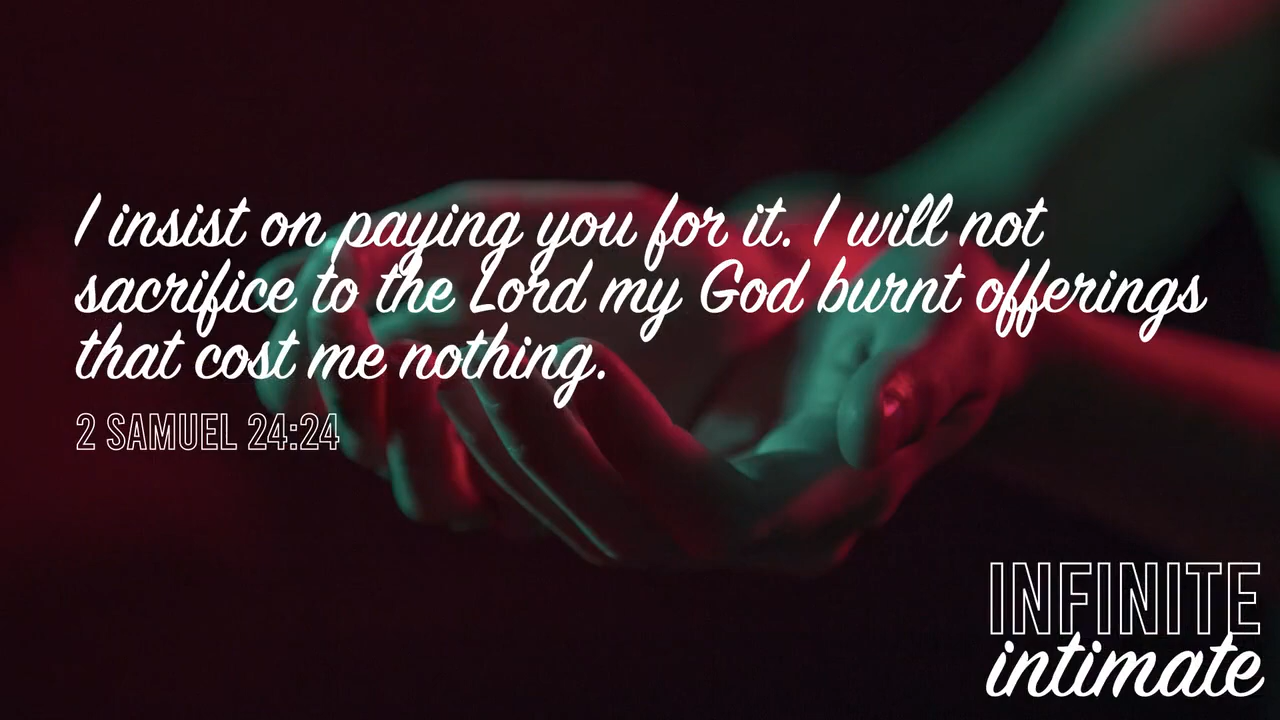 I insist on paying you for it. I will not
sacrifice to the Lord my God burnt offerings
that cost me nothing.
2 SAMUEL 24:24
INFINITE
intimate